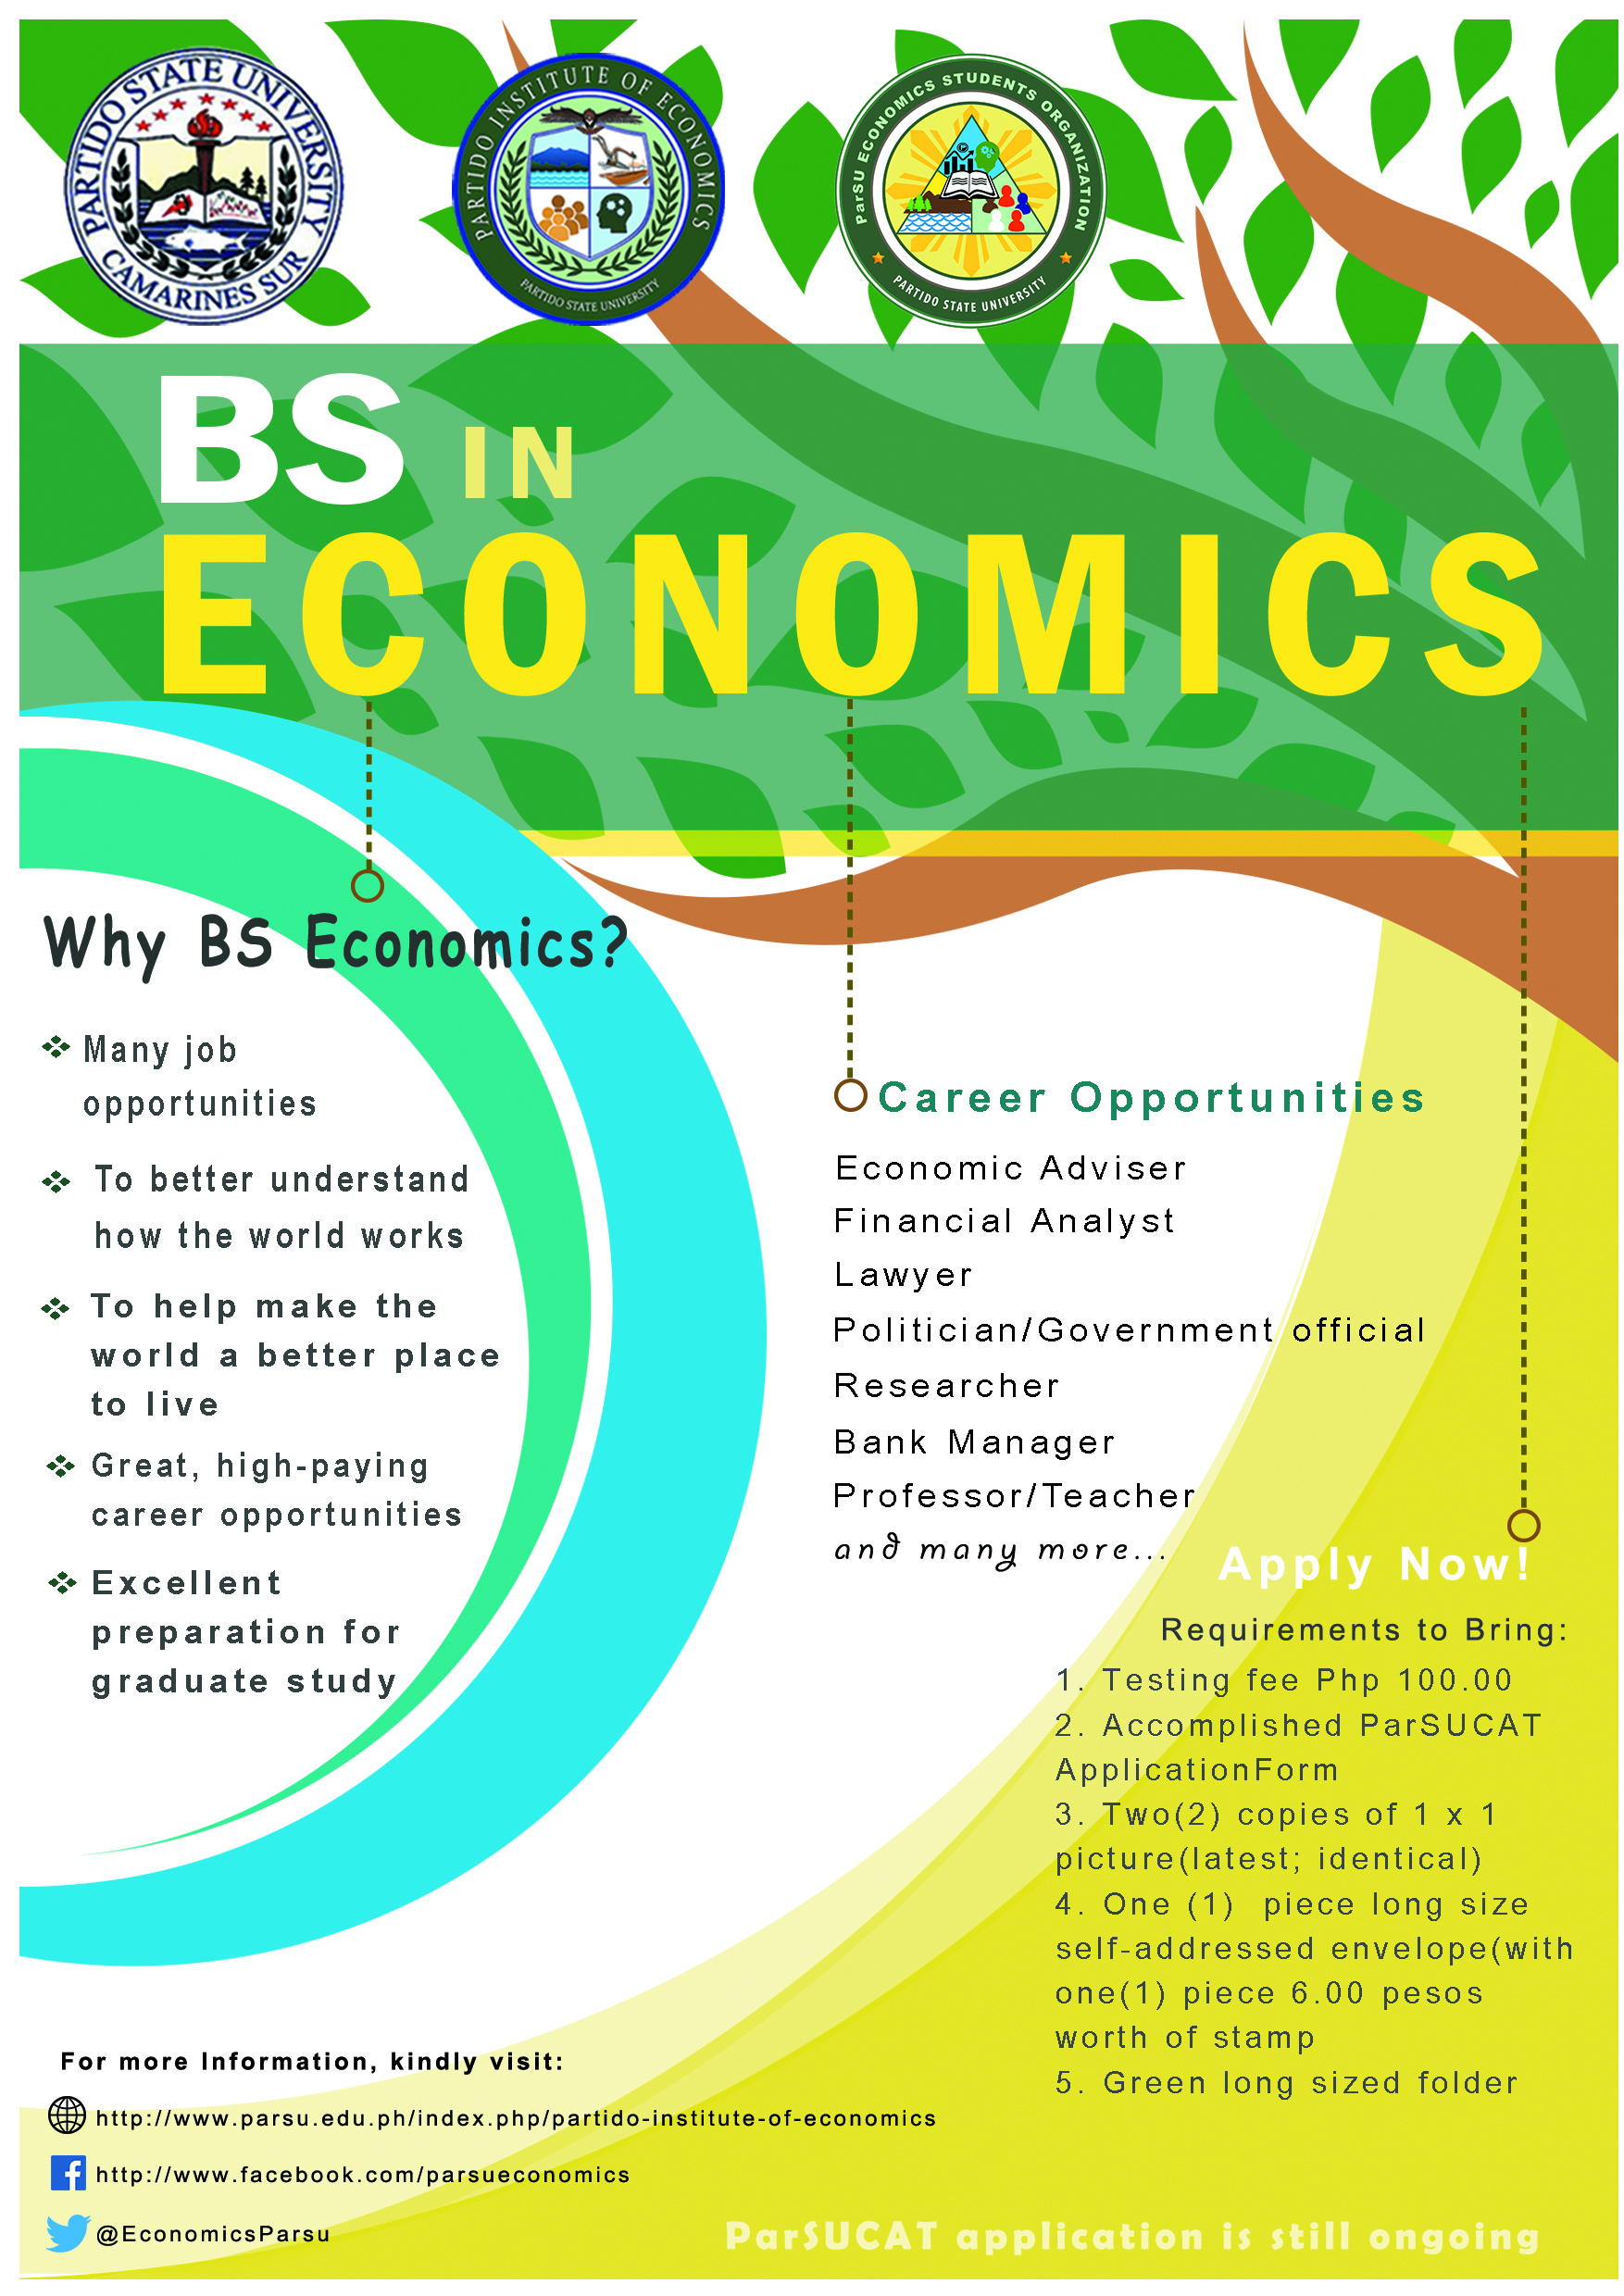 PARTIDO STATE UNIVERSITY
CAMARINES SUR
PARTIDO INSTITUTE OF ECONOMICS
PARTIDO STATE UNIVERSITY
ParSU ECONOMICS STUDENTS ORGANIZATION
PARTIDO STATE UNIVERSITY
BS IN
ECONOMICS
Why BS Economics?
Many job
opportunities
To better understand
how the world works
To help make the
world a better place
to live
Great, high-paying
career opportunities
Excellent
preparation for
graduate study
Career Opportunities
Economic Adviser
Financial Analyst
Lawyer
Politician/Government official
Researcher
Bank Manager
Professor/Teacher
and many more...
Apply Now!
Requirements to Bring:
1. Testing fee Php 100.00
2. Accomplished ParSUCAT
ApplicationForm
3. Two(2) copies of 1 x 1
picture(latest; identical)
4. One (1) piece long size
self-addressed envelope(with
one(1) piece 6.00 pesos
worth of stamp
5. Green long sized folder
For more Information, kindly visit:
http://www.parsu.edu.ph/index.php/partido-institute-of-economics
http://www.facebook.com/parsueconomics
@EconomicsParsu
ParSUCAT application is still ongoing